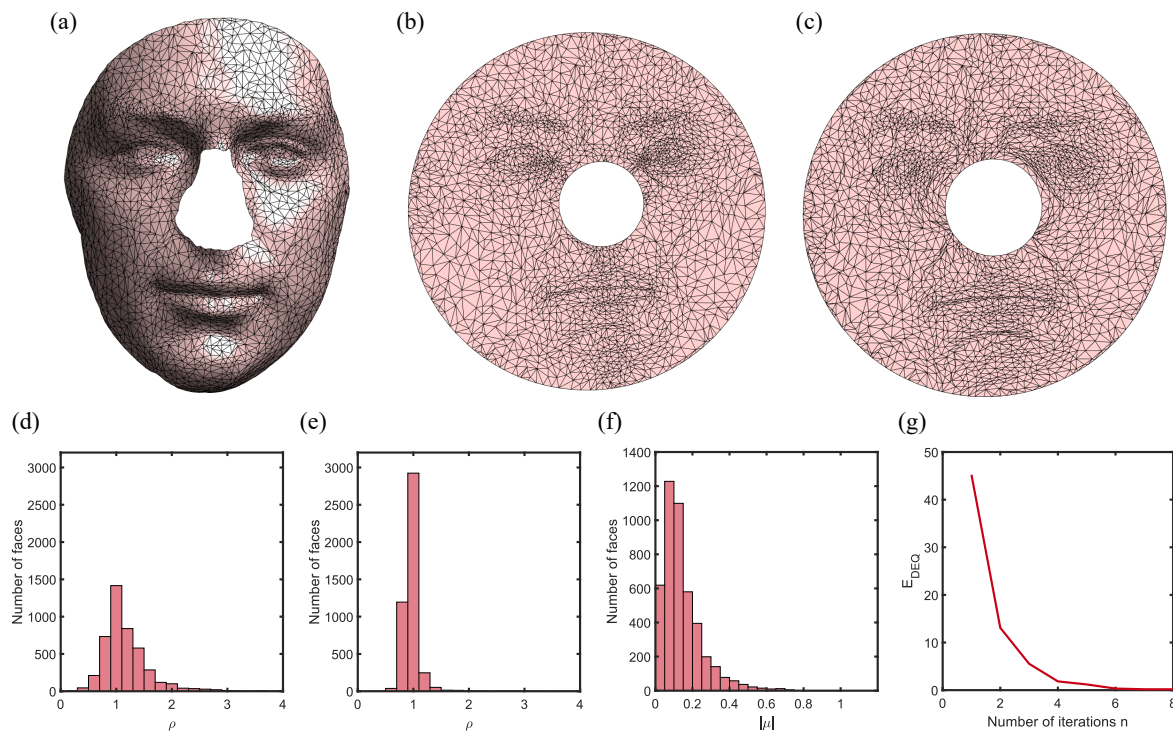 (a)
(b)
(c)
(d)
(e)
(f)
(g)
Number of faces
3000
2500
2000
1500
1000
500
0
0 1 2 3 4
ρ
Number of faces
3000
2500
2000
1500
1000
500
0
0 1 2 3 4
ρ
Number of faces
1400
1200
1000
800
600
400
200
0
0 0.2 0.4 0.6 0.8 1
|μ|
E_DEQ
50
40
30
20
10
0
2 4 6 8
Number of iterations n